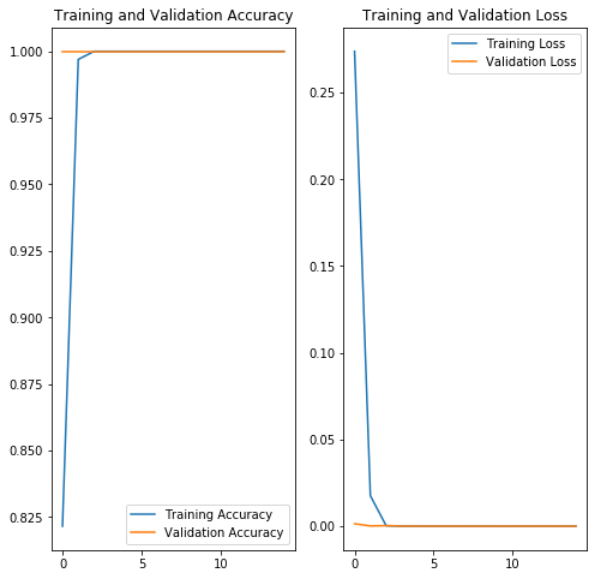 Training and Validation Accuracy
1.000
0.975
0.950
0.925
0.900
0.875
0.850
0.825
Training Accuracy
Validation Accuracy
0 5 10
Training and Validation Loss
Training Loss
Validation Loss
0.25
0.20
0.15
0.10
0.05
0.00
0 5 10